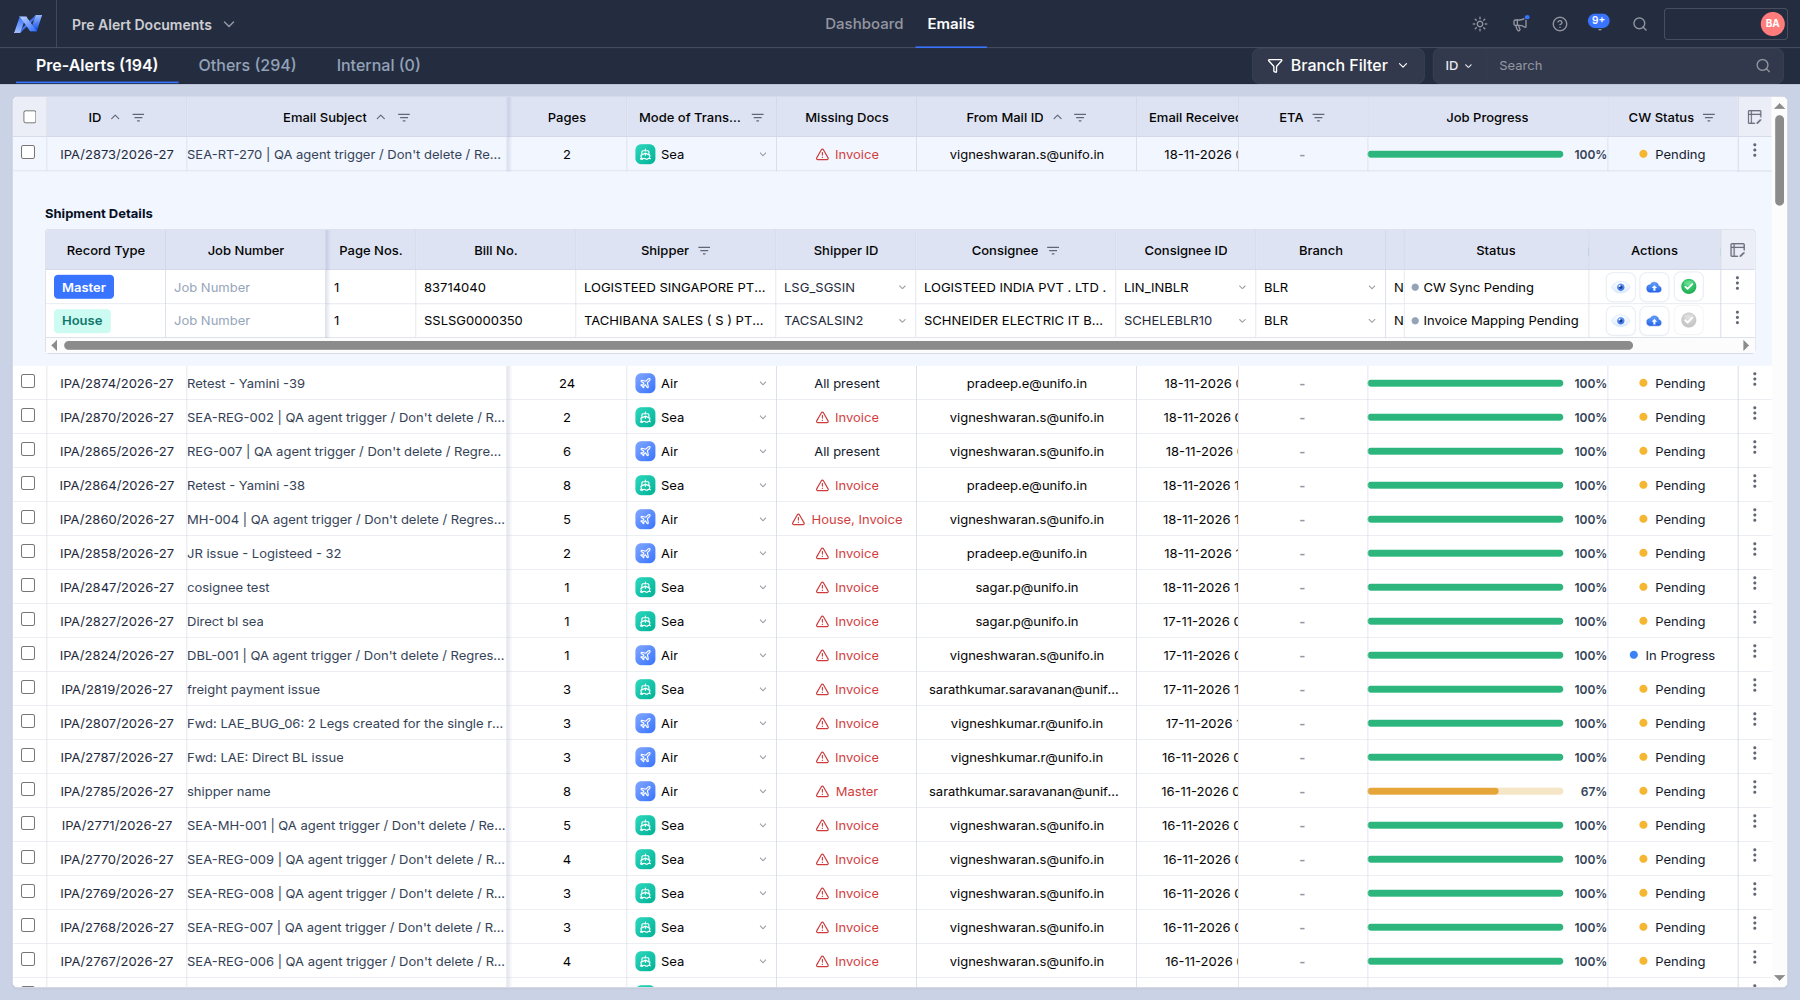 Pre Alert Documents Dashboard Emails 9+ BA
Pre-Alerts (194) Others (294) Internal (0) Branch Filter ID Search
ID Email Subject Pages Mode of Trans... Missing Docs From Mail ID Email Received ETA Job Progress CW Status
IPA/2873/2026-27 SEA-RT-270 | QA agent trigger / Don't delete / Re... 2 Sea Invoice vigneshwaran.s@unifo.in 18-11-2026 - 100% Pending
Shipment Details
Record Type Job Number Page Nos. Bill No. Shipper Shipper ID Consignee Consignee ID Branch Status Actions
Master Job Number 1 83714040 LOGISTEED SINGAPORE PT... LSG_SGSIN LOGISTEED INDIA PVT . LTD . LIN_INBLR BLR N CW Sync Pending
House Job Number 1 SSLSG0000350 TACHIBANA SALES ( S ) PT... TACSALSIN2 SCHNEIDER ELECTRIC IT B... SCHELEBLR10 BLR N Invoice Mapping Pending
IPA/2874/2026-27 Retest - Yamini -39 24 Air All present pradeep.e@unifo.in 18-11-2026 - 100% Pending
IPA/2870/2026-27 SEA-REG-002 | QA agent trigger / Don't delete / R... 2 Sea Invoice vigneshwaran.s@unifo.in 18-11-2026 - 100% Pending
IPA/2865/2026-27 REG-007 | QA agent trigger / Don't delete / Regre... 6 Air All present vigneshwaran.s@unifo.in 18-11-2026 - 100% Pending
IPA/2864/2026-27 Retest - Yamini -38 8 Sea Invoice pradeep.e@unifo.in 18-11-2026 1 - 100% Pending
IPA/2860/2026-27 MH-004 | QA agent trigger / Don't delete / Regres... 5 Air House, Invoice vigneshwaran.s@unifo.in 18-11-2026 1 - 100% Pending
IPA/2858/2026-27 JR issue - Logisteed - 32 2 Air Invoice pradeep.e@unifo.in 18-11-2026 - 100% Pending
IPA/2847/2026-27 cosignee test 1 Sea Invoice sagar.p@unifo.in 18-11-2026 1 - 100% Pending
IPA/2827/2026-27 Direct bl sea 1 Sea Invoice sagar.p@unifo.in 17-11-2026 - 100% Pending
IPA/2824/2026-27 DBL-001 | QA agent trigger / Don't delete / Regres... 1 Air Invoice vigneshwaran.s@unifo.in 17-11-2026 - 100% In Progress
IPA/2819/2026-27 freight payment issue 3 Sea Invoice sarathkumar.saravanan@unif... 17-11-2026 1 - 100% Pending
IPA/2807/2026-27 Fwd: LAE_BUG_06: 2 Legs created for the single r... 3 Air Invoice vigneshkumar.r@unifo.in 17-11-2026 - 100% Pending
IPA/2787/2026-27 Fwd: LAE: Direct BL issue 3 Air Invoice vigneshkumar.r@unifo.in 16-11-2026 - 100% Pending
IPA/2785/2026-27 shipper name 8 Air Master sarathkumar.saravanan@unif... 16-11-2026 - 67% Pending
IPA/2771/2026-27 SEA-MH-001 | QA agent trigger / Don't delete / Re... 5 Sea Invoice vigneshwaran.s@unifo.in 16-11-2026 - 100% Pending
IPA/2770/2026-27 SEA-REG-009 | QA agent trigger / Don't delete / R... 4 Sea Invoice vigneshwaran.s@unifo.in 16-11-2026 - 100% Pending
IPA/2769/2026-27 SEA-REG-008 | QA agent trigger / Don't delete / R... 3 Sea Invoice vigneshwaran.s@unifo.in 16-11-2026 - 100% Pending
IPA/2768/2026-27 SEA-REG-007 | QA agent trigger / Don't delete / R... 3 Sea Invoice vigneshwaran.s@unifo.in 16-11-2026 - 100% Pending
IPA/2767/2026-27 SEA-REG-006 | QA agent trigger / Don't delete / R... 4 Sea Invoice vigneshwaran.s@unifo.in 16-11-2026 - 100% Pending